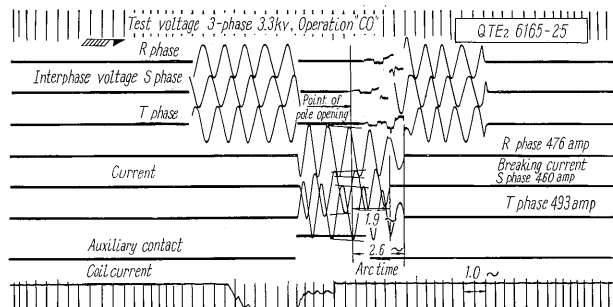 Test voltage 3-phase 3.3kv, Operation "CO"
QTE2 6165-25
R phase
Interphase voltage S phase
T phase
Point of
pole opening
R phase 476 amp
Current
Breaking current
S phase 460 amp
T phase 493 amp
1.9 ~
2.6 ~
Auxiliary contact
Coil current
Arc time
1.0 ~